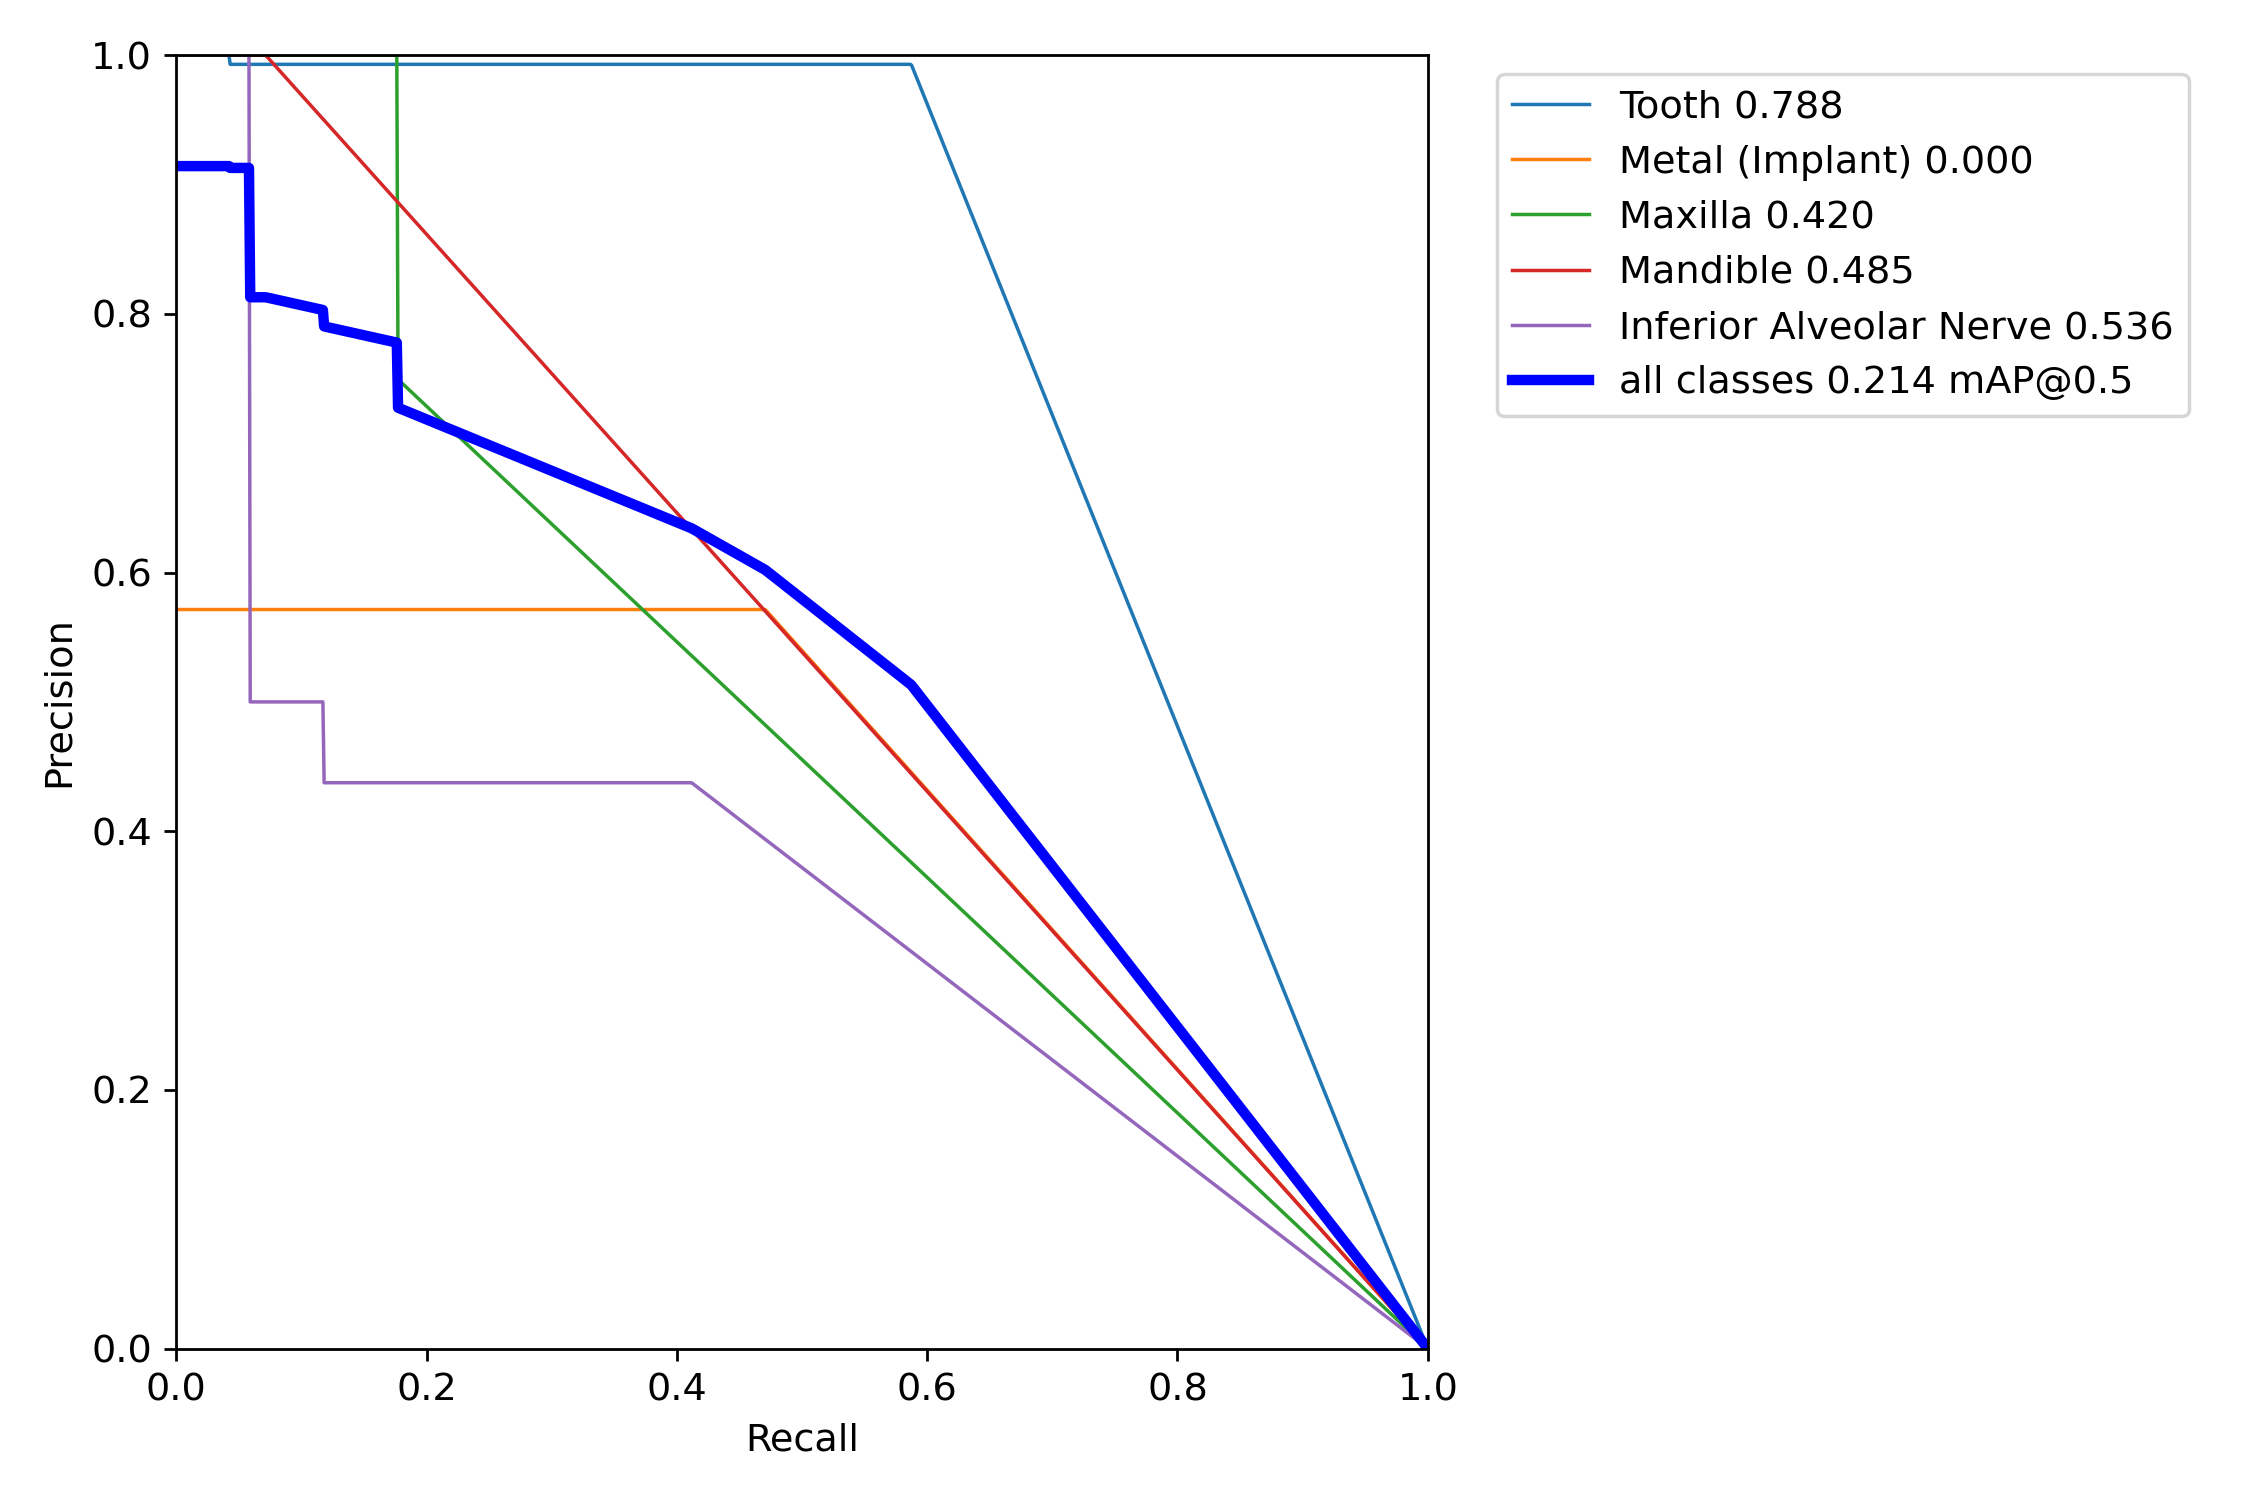 1.0
0.8
0.6
0.4
0.2
0.0
Precision
0.0 0.2 0.4 0.6 0.8 1.0
Recall
Tooth 0.788
Metal (Implant) 0.000
Maxilla 0.420
Mandible 0.485
Inferior Alveolar Nerve 0.536
all classes 0.214 mAP@0.5